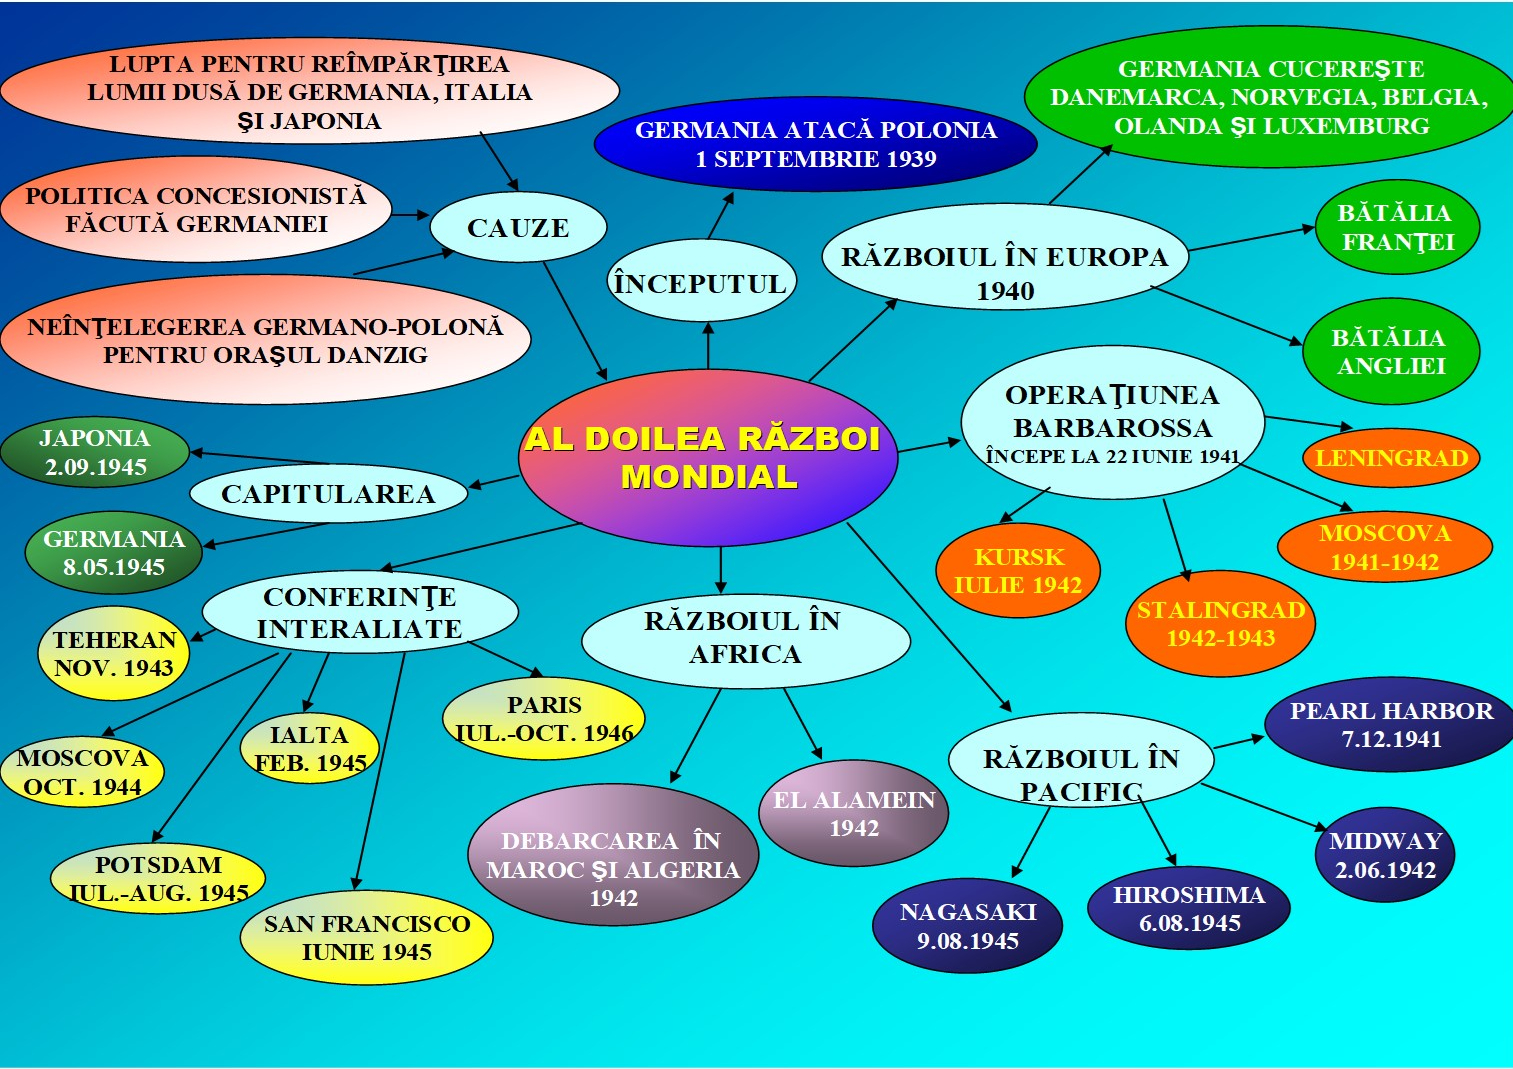 LUPTA PENTRU REÎMPĂRŢIREA
LUMII DUSĂ DE GERMANIA, ITALIA
ŞI JAPONIA
POLITICA CONCESIONISTĂ
FĂCUTĂ GERMANIEI
NEÎNŢELEGEREA GERMANO-POLONĂ
PENTRU ORAŞUL DANZIG
CAUZE
GERMANIA ATACĂ POLONIA
1 SEPTEMBRIE 1939
ÎNCEPUTUL
GERMANIA CUCEREŞTE
DANEMARCA, NORVEGIA, BELGIA,
OLANDA ŞI LUXEMBURG
RĂZBOIUL ÎN EUROPA
1940
BĂTĂLIA
FRANŢEI
BĂTĂLIA
ANGLIEI
AL DOILEA RĂZBOI
MONDIAL
OPERAŢIUNEA
BARBAROSSA
ÎNCEPE LA 22 IUNIE 1941
LENINGRAD
MOSCOVA
1941-1942
KURSK
IULIE 1942
STALINGRAD
1942-1943
JAPONIA
2.09.1945
CAPITULAREA
GERMANIA
8.05.1945
CONFERINŢE
INTERALIATE
TEHERAN
NOV. 1943
MOSCOVA
OCT. 1944
IALTA
FEB. 1945
PARIS
IUL.-OCT. 1946
POTSDAM
IUL.-AUG. 1945
SAN FRANCISCO
IUNIE 1945
RĂZBOIUL ÎN
AFRICA
DEBARCAREA ÎN
MAROC ŞI ALGERIA
1942
EL ALAMEIN
1942
RĂZBOIUL ÎN
PACIFIC
PEARL HARBOR
7.12.1941
MIDWAY
2.06.1942
HIROSHIMA
6.08.1945
NAGASAKI
9.08.1945